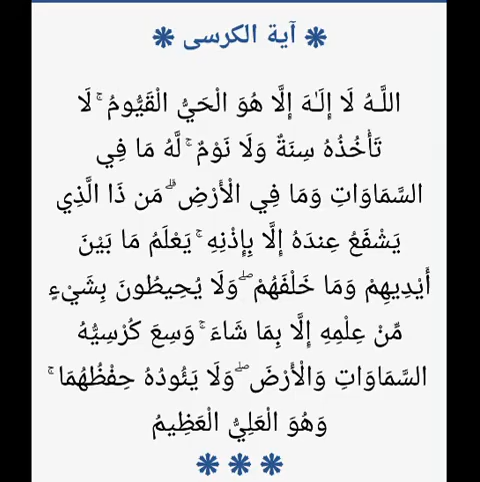 ❋ آية الكرسى ❋
اللَّـهُ لَا إِلَـٰهَ إِلَّا هُوَ الْحَيُّ الْقَيُّومُ ۚ لَا
تَأْخُذُهُ سِنَةٌ وَلَا نَوْمٌ ۚ لَّهُ مَا فِي
السَّمَاوَاتِ وَمَا فِي الْأَرْضِ ۗ مَن ذَا الَّذِي
يَشْفَعُ عِندَهُ إِلَّا بِإِذْنِهِ ۚ يَعْلَمُ مَا بَيْنَ
أَيْدِيهِمْ وَمَا خَلْفَهُمْ ۖ وَلَا يُحِيطُونَ بِشَيْءٍ
مِّنْ عِلْمِهِ إِلَّا بِمَا شَاءَ ۚ وَسِعَ كُرْسِيُّهُ
السَّمَاوَاتِ وَالْأَرْضَ ۖ وَلَا يَئُودُهُ حِفْظُهُمَا ۚ
وَهُوَ الْعَلِيُّ الْعَظِيمُ
❋ ❋ ❋